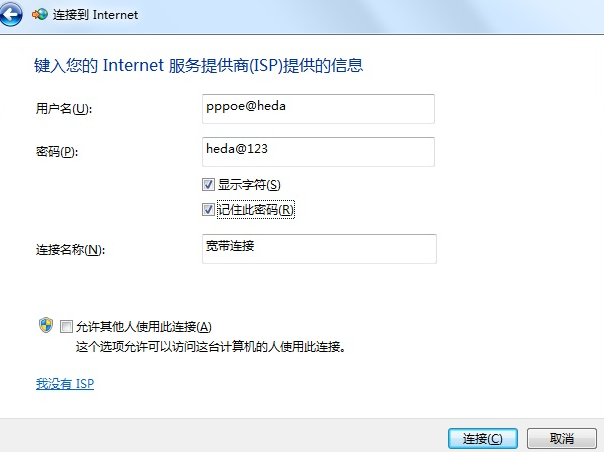 连接到 Internet
键入您的 Internet 服务提供商(ISP)提供的信息
用户名(U): pppoe@heda
密码(P): heda@123
显示字符(S)
记住此密码(R)
连接名称(N): 宽带连接
允许其他人使用此连接(A)
这个选项允许可以访问这台计算机的人使用此连接。
我没有 ISP
连接(C) 取消